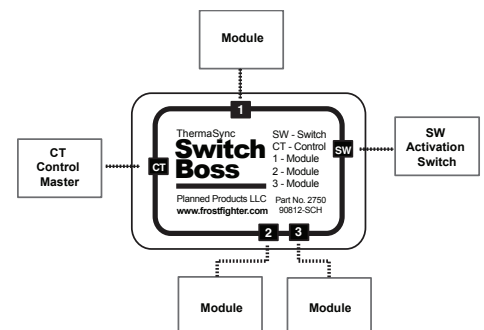 Module
1
ThermaSync
Switch
Boss
SW - Switch
CT - Control
1 - Module
2 - Module
3 - Module
CT
Control
Master
CT
SW
SW
Activation
Switch
Planned Products LLC
www.frostfighter.com
Part No. 2750
90812-SCH
2
3
Module
Module